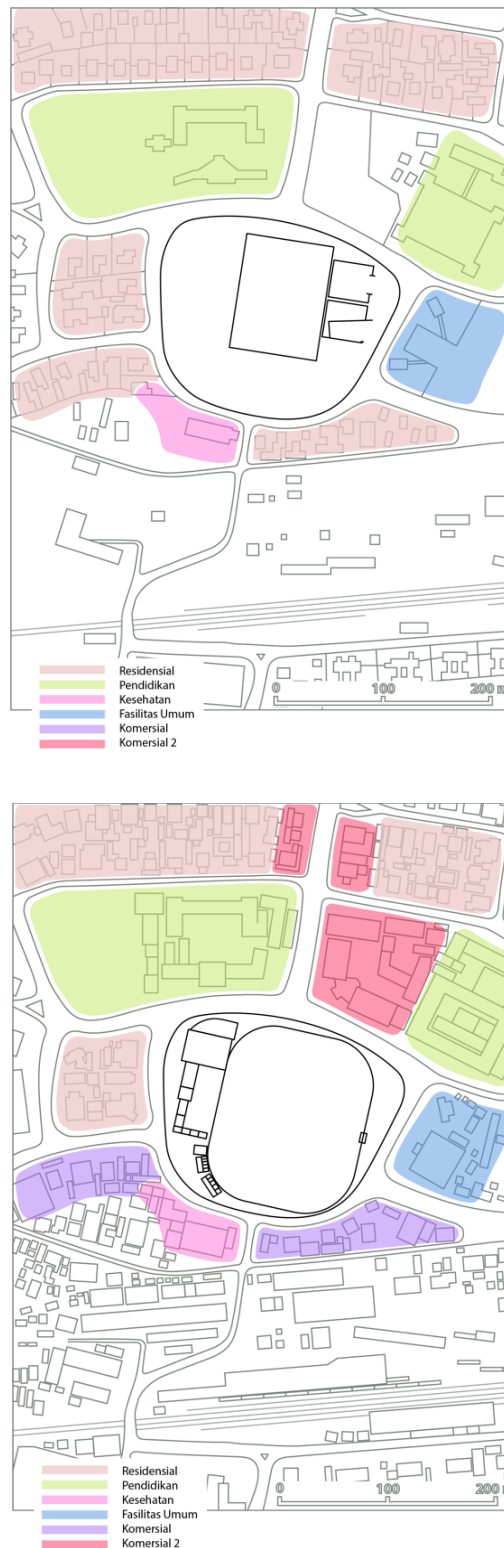 Residensial
Pendidikan
Kesehatan
Fasilitas Umum
Komersial
Komersial 2
0 100 200 m
Residensial
Pendidikan
Kesehatan
Fasilitas Umum
Komersial
Komersial 2
0 100 200 m